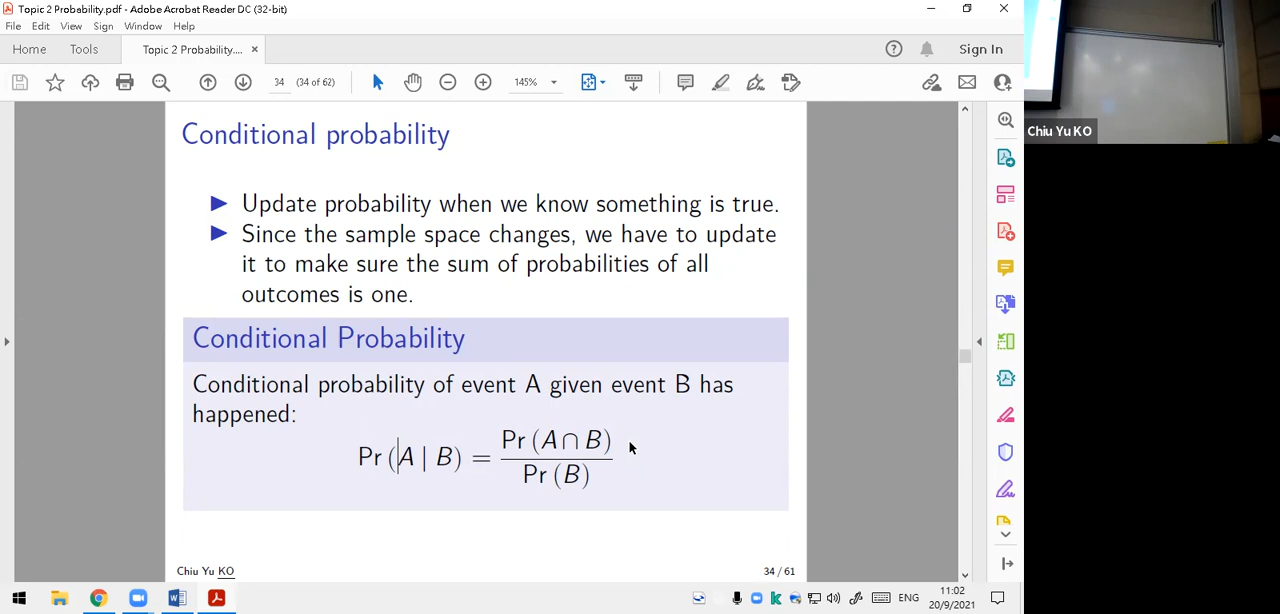 Topic 2 Probability.pdf - Adobe Acrobat Reader DC (32-bit)
File Edit View Sign Window Help
Home Tools Topic 2 Probability.... × Sign In
34 (34 of 62) 145%
Conditional probability
Update probability when we know something is true.
Since the sample space changes, we have to update
it to make sure the sum of probabilities of all
outcomes is one.
Conditional Probability
Conditional probability of event A given event B has
happened:
Pr (A | B) = Pr (A ∩ B) / Pr (B)
Chiu Yu KO 34 / 61
Chiu Yu KO
ENG 11:02
20/9/2021